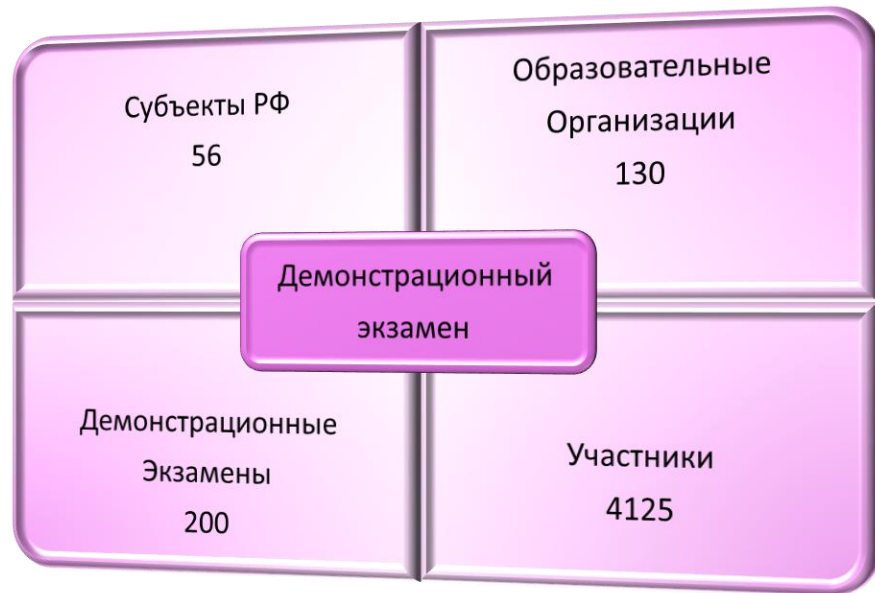 Субъекты РФ
56
Образовательные
Организации
130
Демонстрационный
экзамен
Демонстрационные
Экзамены
200
Участники
4125